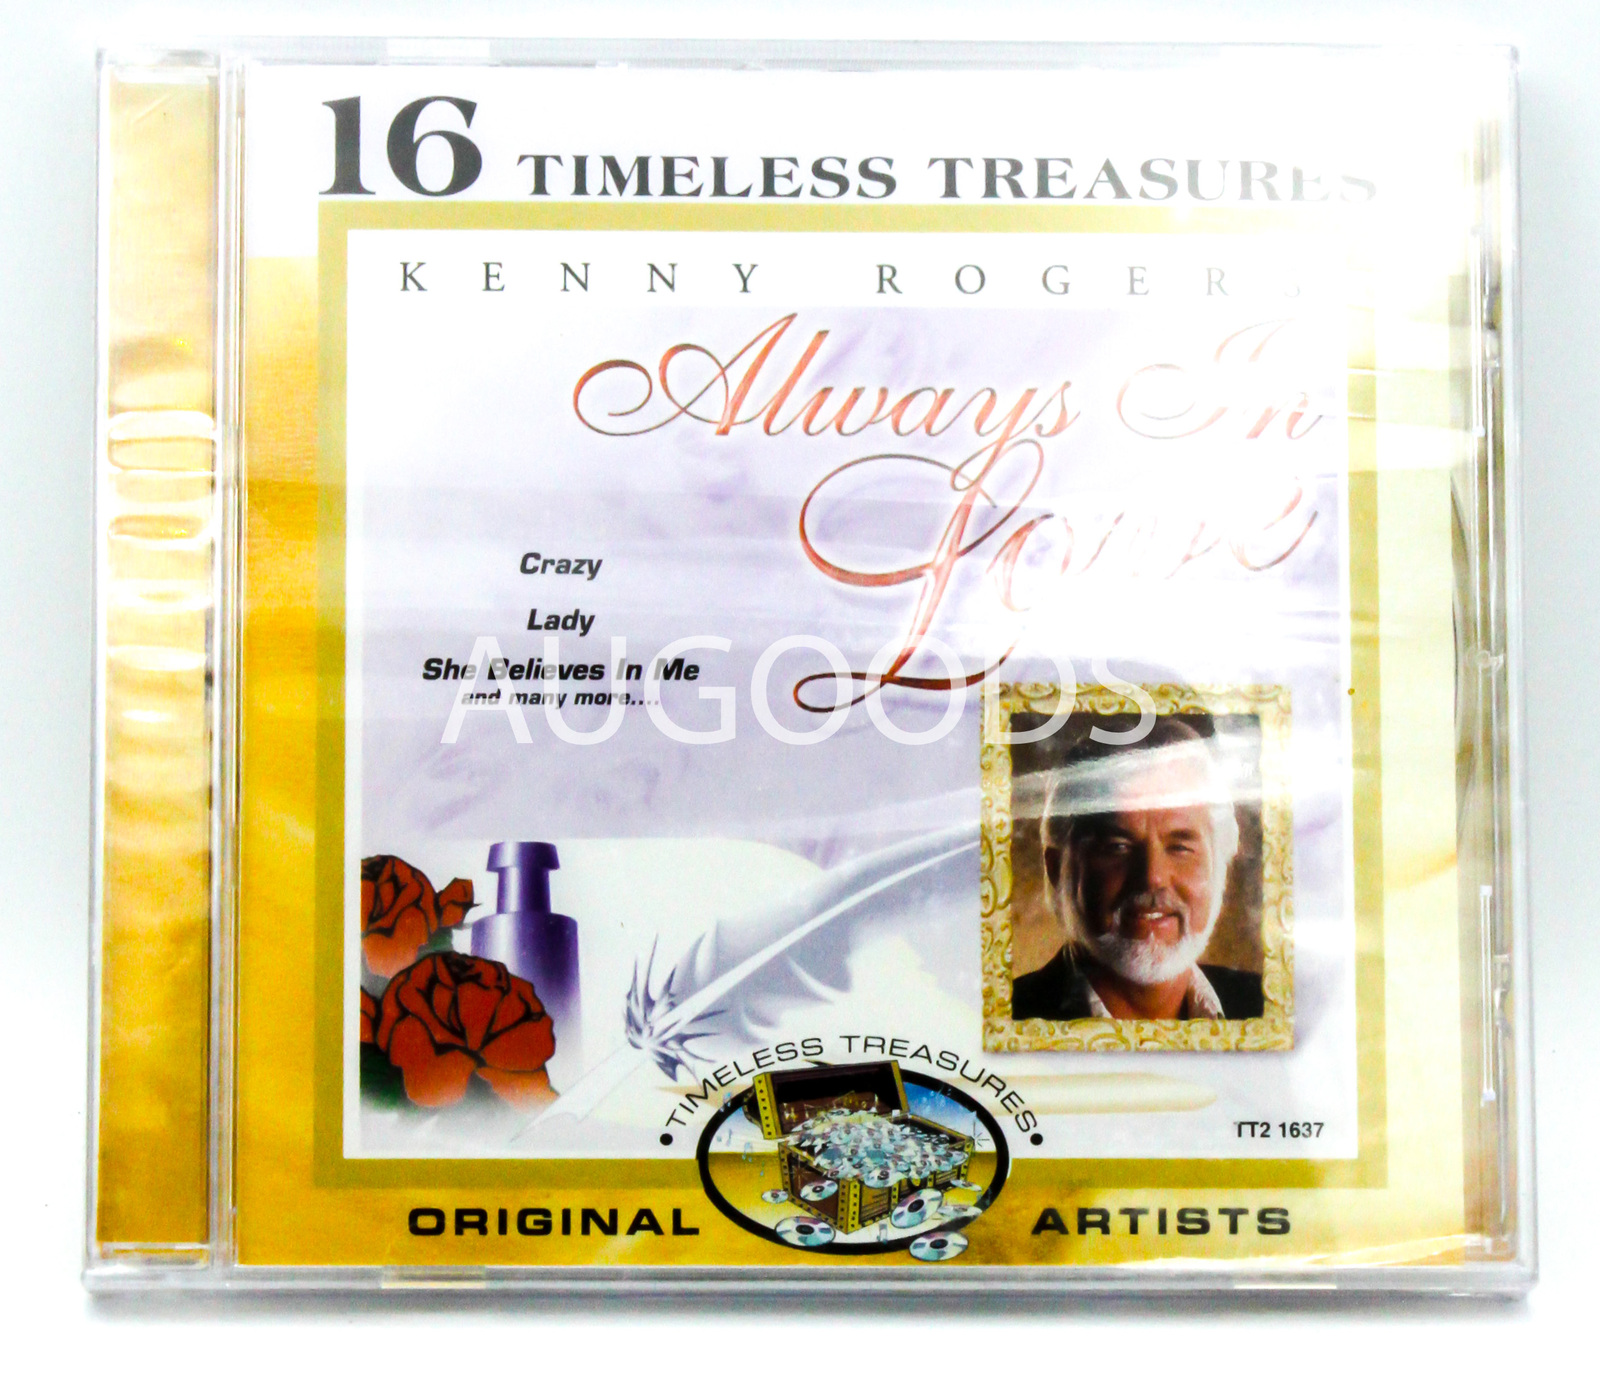 16 TIMELESS TREASURES
KENNY ROGERS
Always In
Love
Crazy
Lady
She Believes In Me
and many more....
AUGOODS
• TIMELESS TREASURES •
TT2 1637
ORIGINAL ARTISTS